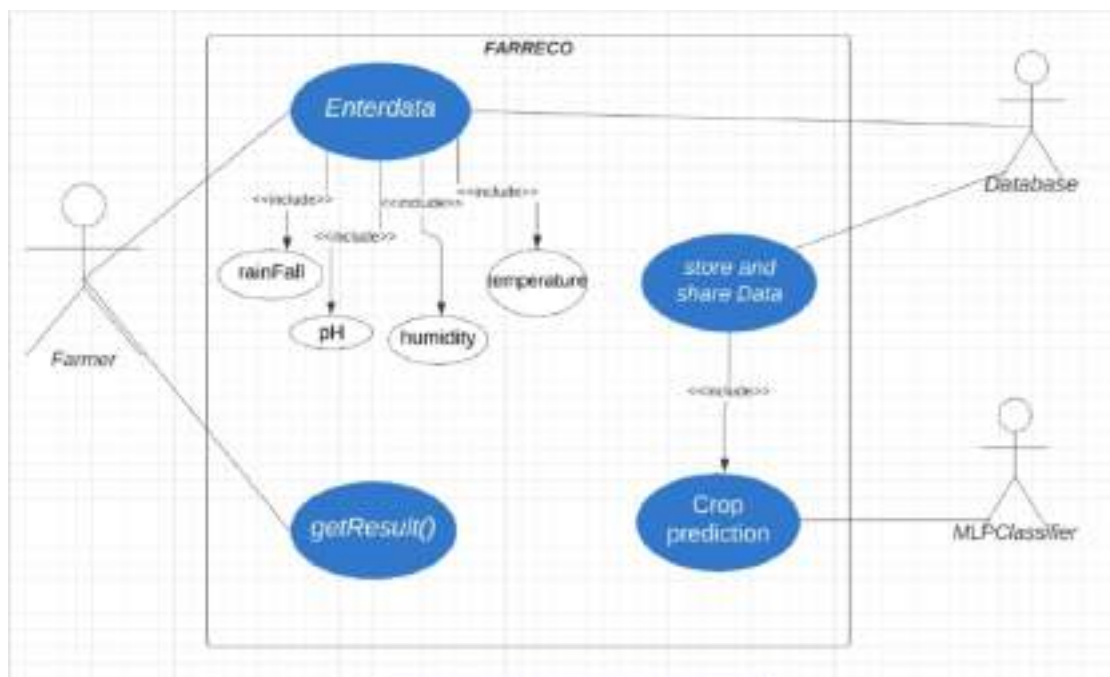 FARRECO
Enterdata
Database
<<include>>
<<include>>
<<include>>
<<include>>
rainFall
temperature
store and
share Data
pH
humidity
Farmer
<<include>>
getResult()
Crop
prediction
MLPClassifier